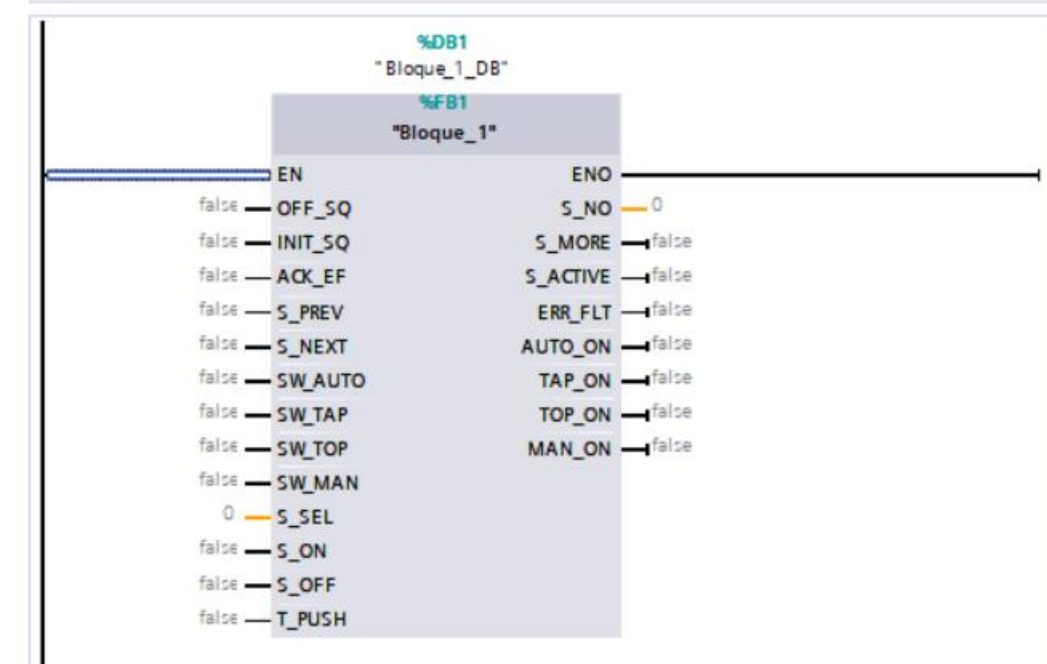 %DB1
"Bloque_1_DB"
%FB1
"Bloque_1"
EN ENO
false OFF_SQ S_NO 0
false INIT_SQ S_MORE false
false ACK_EF S_ACTIVE false
false S_PREV ERR_FLT false
false S_NEXT AUTO_ON false
false SW_AUTO TAP_ON false
false SW_TAP TOP_ON false
false SW_TOP MAN_ON false
false SW_MAN
0 S_SEL
false S_ON
false S_OFF
false T_PUSH